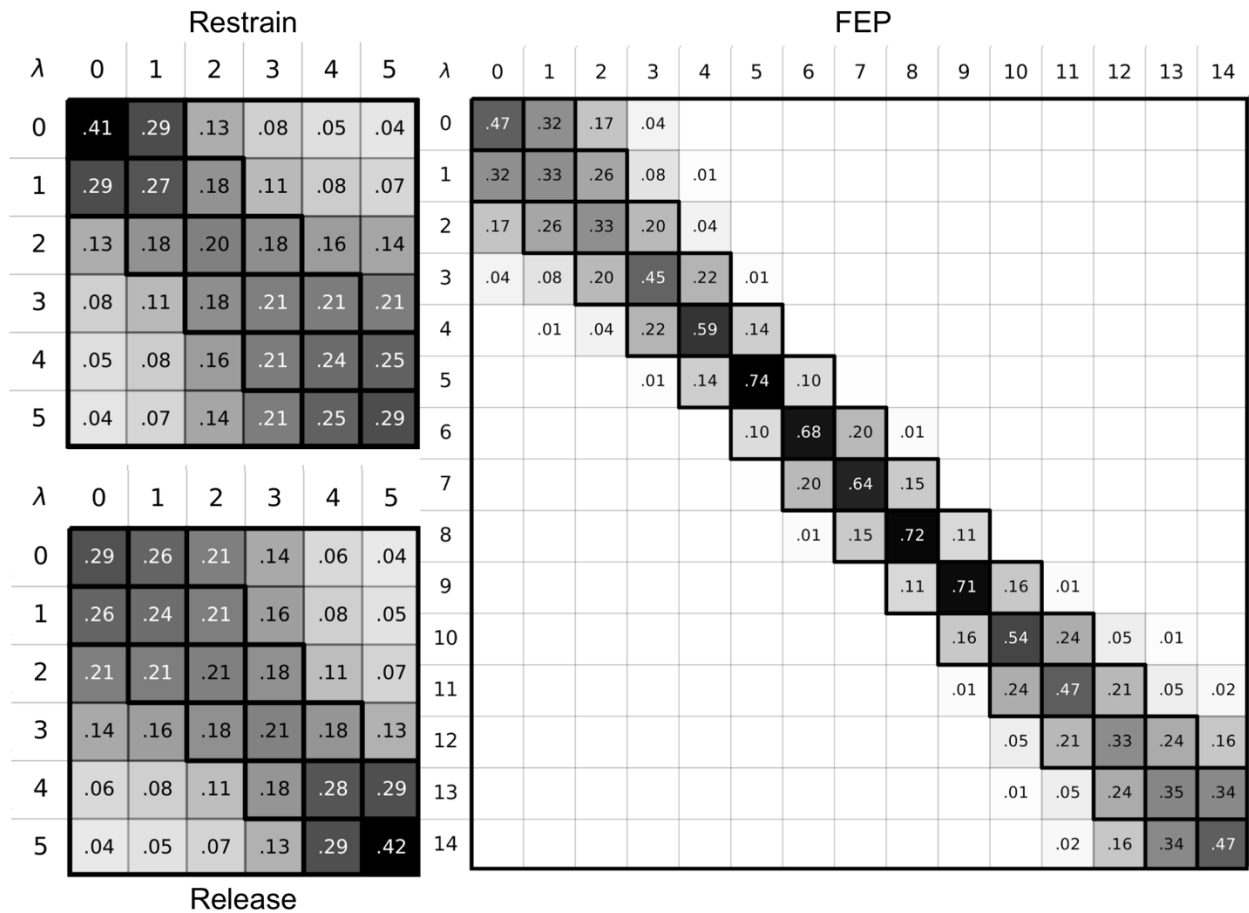 Restrain
λ 0 1 2 3 4 5
0 .41 .29 .13 .08 .05 .04
1 .29 .27 .18 .11 .08 .07
2 .13 .18 .20 .18 .16 .14
3 .08 .11 .18 .21 .21 .21
4 .05 .08 .16 .21 .24 .25
5 .04 .07 .14 .21 .25 .29
λ 0 1 2 3 4 5
0 .29 .26 .21 .14 .06 .04
1 .26 .24 .21 .16 .08 .05
2 .21 .21 .21 .18 .11 .07
3 .14 .16 .18 .21 .18 .13
4 .06 .08 .11 .18 .28 .29
5 .04 .05 .07 .13 .29 .42
Release
FEP
λ 0 1 2 3 4 5 6 7 8 9 10 11 12 13 14
0 .47 .32 .17 .04
1 .32 .33 .26 .08 .01
2 .17 .26 .33 .20 .04
3 .04 .08 .20 .45 .22 .01
4 .01 .04 .22 .59 .14
5 .01 .14 .74 .10
6 .10 .68 .20 .01
7 .20 .64 .15
8 .01 .15 .72 .11
9 .11 .71 .16 .01
10 .16 .54 .24 .05 .01
11 .01 .24 .47 .21 .05 .02
12 .05 .21 .33 .24 .16
13 .01 .05 .24 .35 .34
14 .02 .16 .34 .47